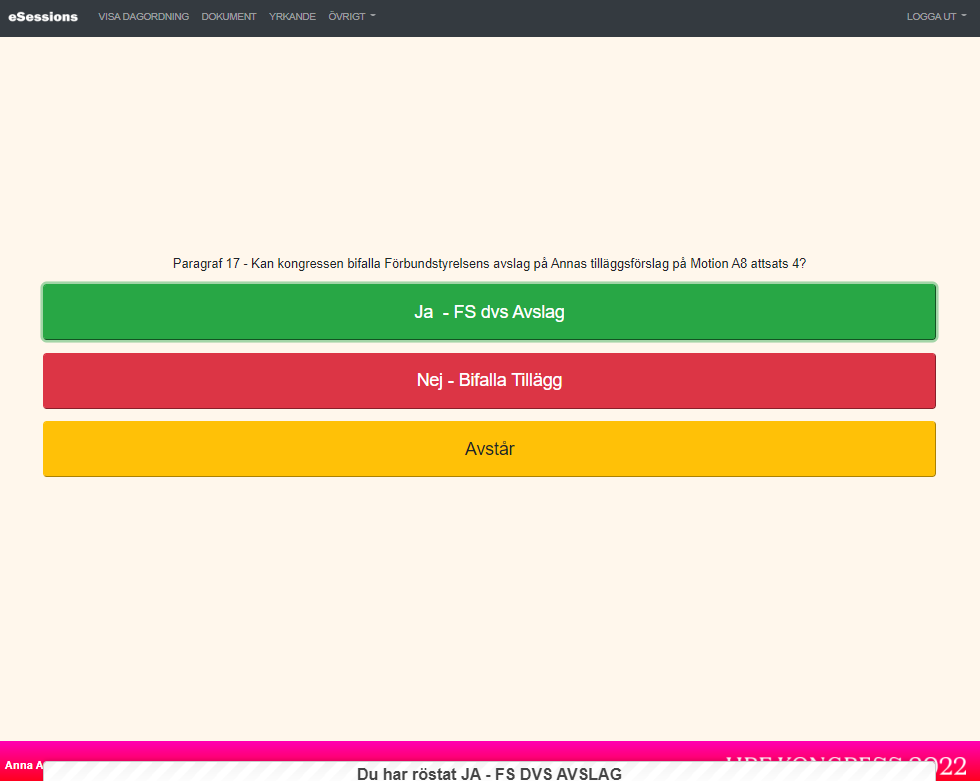 eSessions VISA DAGORDNING DOKUMENT YRKANDE ÖVRIGT LOGGA UT
Paragraf 17 - Kan kongressen bifalla Förbundstyrelsens avslag på Annas tilläggsförslag på Motion A8 attsats 4?
Ja - FS dvs Avslag
Nej - Bifalla Tillägg
Avstår
Anna A
KONGRESS 2022
Du har röstat JA - FS DVS AVSLAG